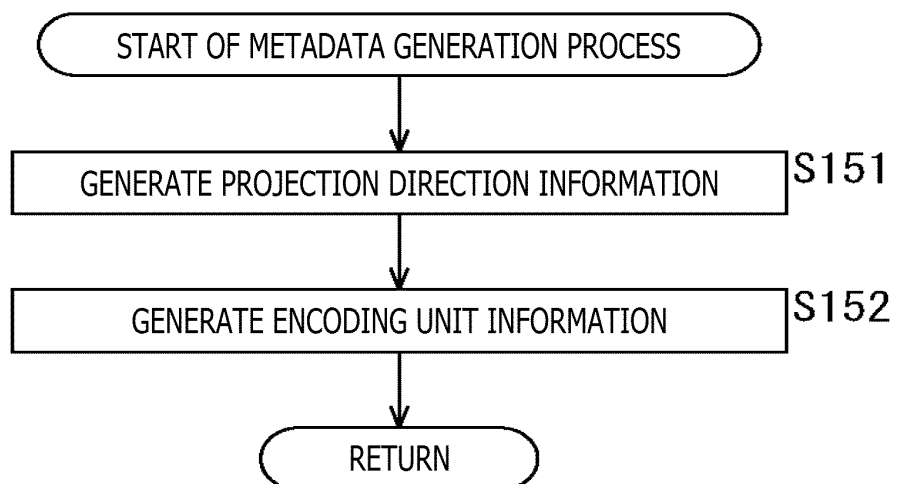 START OF METADATA GENERATION PROCESS
GENERATE PROJECTION DIRECTION INFORMATION
S151
GENERATE ENCODING UNIT INFORMATION
S152
RETURN